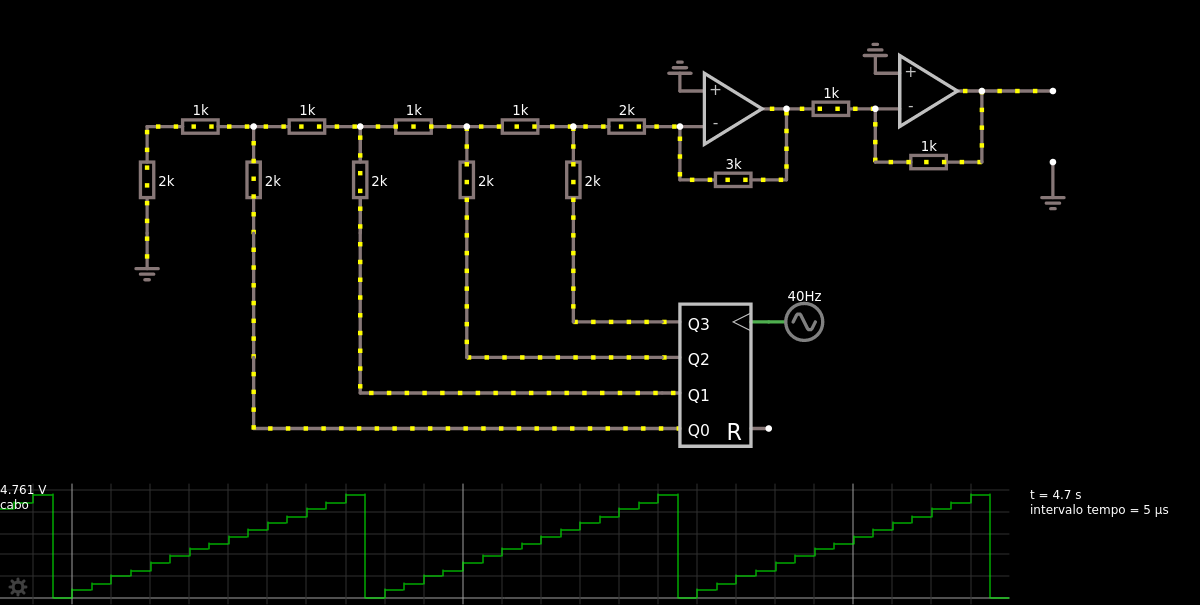 1k
1k
1k
1k
2k
1k
+
-
+
-
3k
1k
2k
2k
2k
2k
2k
40Hz
Q3
Q2
Q1
Q0
R
4.761 V
cabo
t = 4.7 s
intervalo tempo = 5 µs